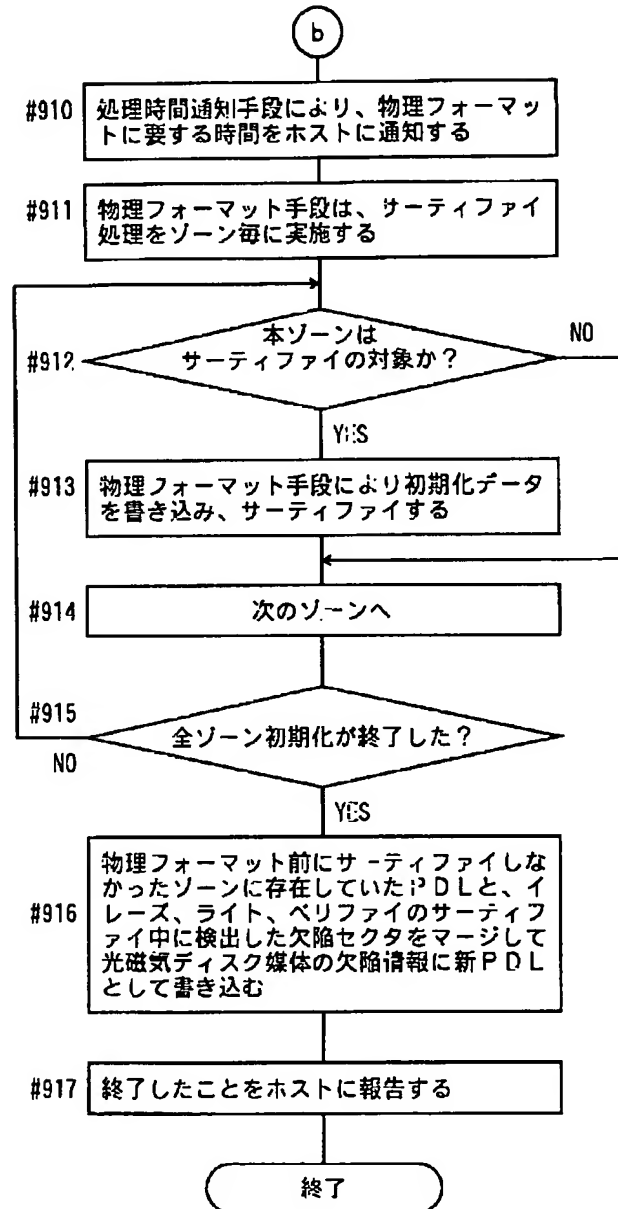 b
#910 処理時間通知手段により、物理フォーマッ
トに要する時間をホストに通知する
#911 物理フォーマット手段は、サーティファイ
処理をゾーン毎に実施する
本ゾーンは
サーティファイの対象か？
#912
NO
YES
#913 物理フォーマット手段により初期化データ
を書き込み、サーティファイする
#914 次のゾーンへ
#915
全ゾーン初期化が終了した？
NO
YES
物理フォーマット前にサーティファイしな
かったゾーンに存在していたＰＤＬと、イ
#916 レーズ、ライト、ベリファイのサーティフ
ァイ中に検出した欠陥セクタをマージして
光磁気ディスク媒体の欠陥情報に新ＰＤＬ
として書き込む
#917 終了したことをホストに報告する
終了